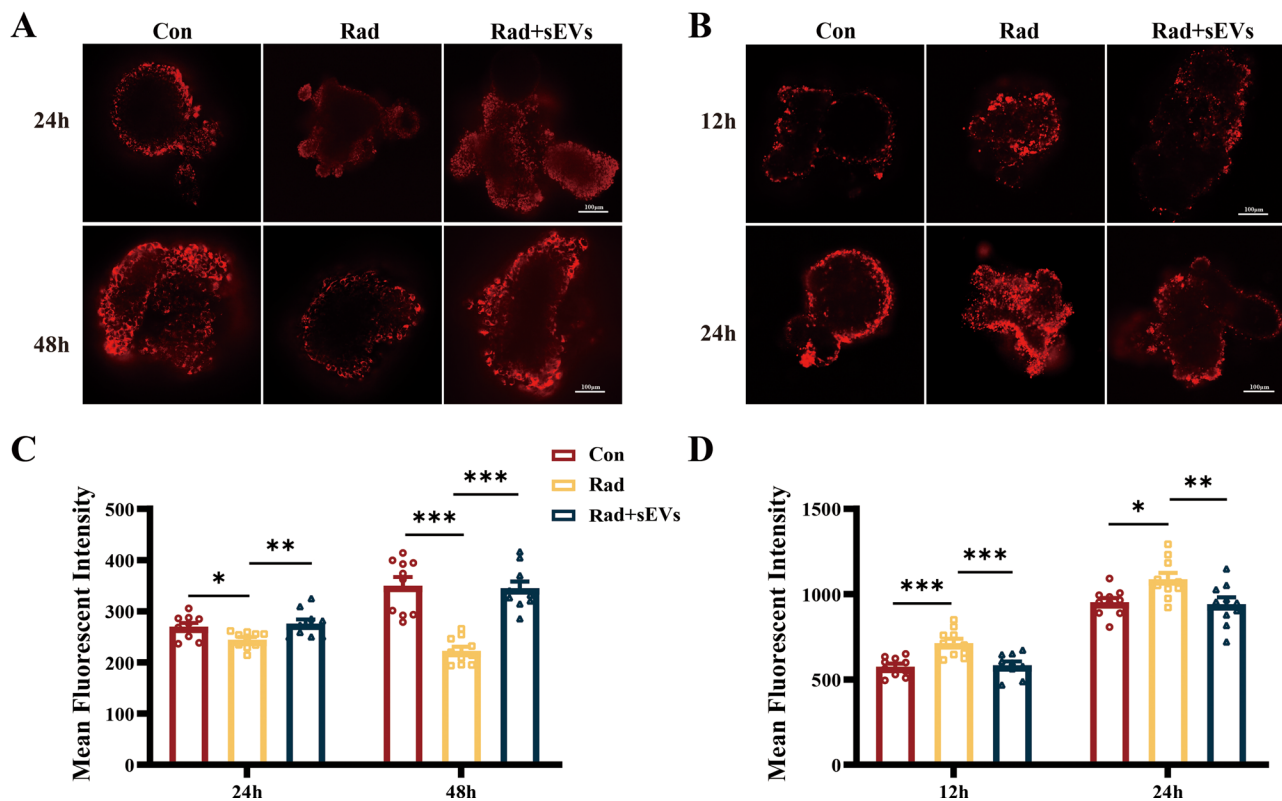 A
Con
Rad
Rad+sEVs
24h
100μm
48h
100μm
B
Con
Rad
Rad+sEVs
12h
100μm
24h
100μm
C
Con
Rad
Rad+sEVs
Mean Fluorescent Intensity
500
400
300
200
100
0
*
**
***
***
24h
48h
D
Mean Fluorescent Intensity
1500
1000
500
0
***
***
*
**
12h
24h